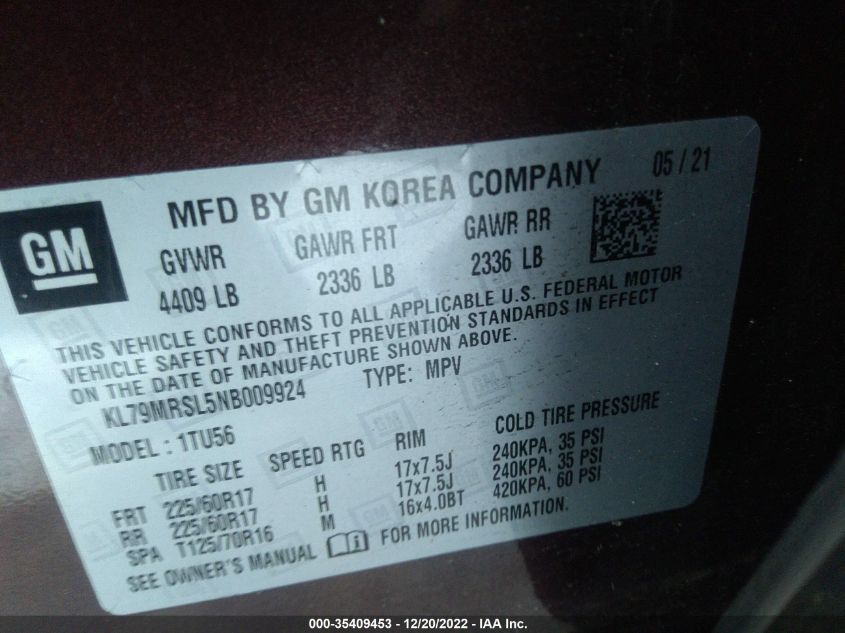 MFD BY GM KOREA COMPANY 05 / 21
GM
GVWR GAWR FRT GAWR RR
4409 LB 2336 LB 2336 LB
THIS VEHICLE CONFORMS TO ALL APPLICABLE U.S. FEDERAL MOTOR
VEHICLE SAFETY AND THEFT PREVENTION STANDARDS IN EFFECT
ON THE DATE OF MANUFACTURE SHOWN ABOVE.
KL79MRSL5NB009924 TYPE: MPV
MODEL : 1TU56
TIRE SIZE SPEED RTG RIM COLD TIRE PRESSURE
FRT 225/60R17 H 17x7.5J 240KPA, 35 PSI
RR 225/60R17 H 17x7.5J 240KPA, 35 PSI
SPA T125/70R16 M 16x4.0BT 420KPA, 60 PSI
SEE OWNER'S MANUAL FOR MORE INFORMATION.
000-35409453 - 12/20/2022 - IAA Inc.